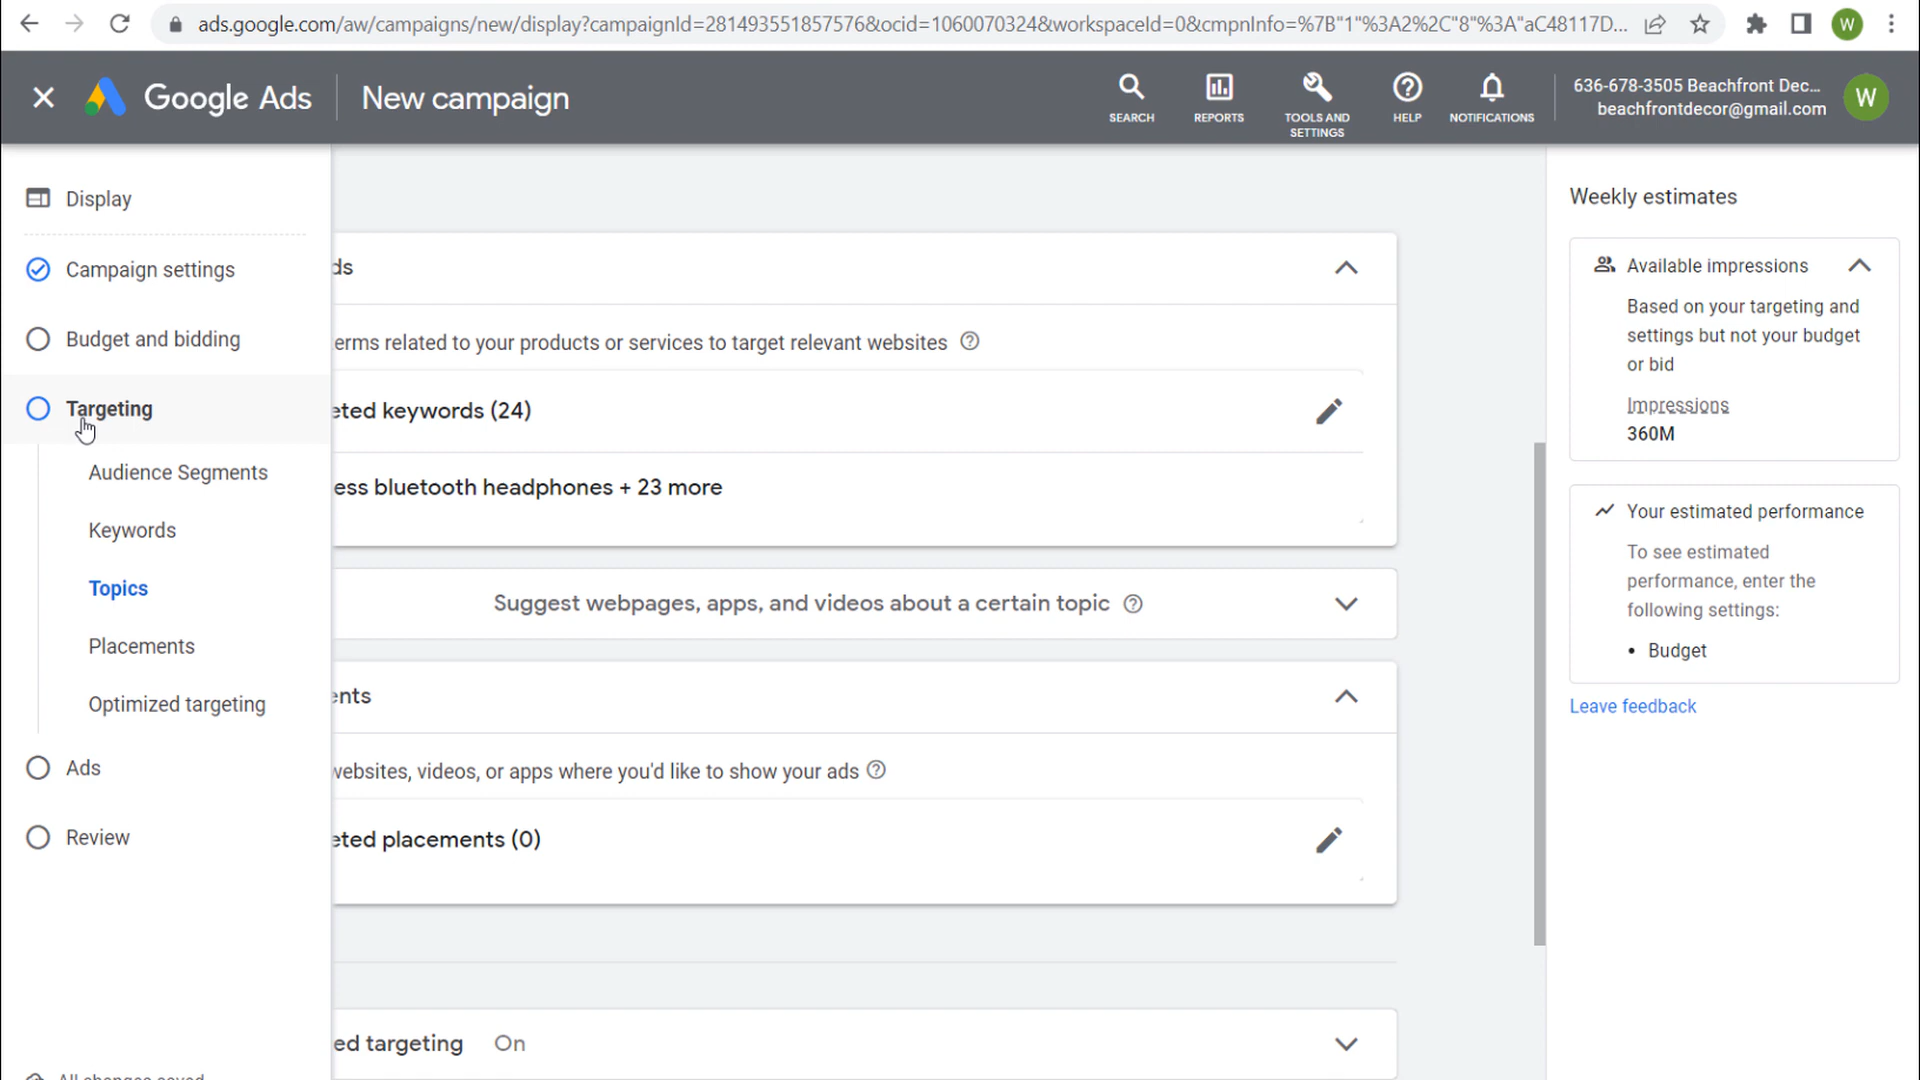 ads.google.com/aw/campaigns/new/display?campaignId=281493551857576&ocid=1060070324&workspaceId=0&cmpnInfo=%7B"1"%3A2%2C"8"%3A"aC48117D...
W
Google Ads
New campaign
SEARCH
REPORTS
TOOLS AND
SETTINGS
HELP
NOTIFICATIONS
636-678-3505 Beachfront Dec...
beachfrontdecor@gmail.com
W
Display
Campaign settings
Budget and bidding
Targeting
Audience Segments
Keywords
Topics
Placements
Optimized targeting
Ads
Review
All changes saved
ds
erms related to your products or services to target relevant websites
eted keywords (24)
ess bluetooth headphones + 23 more
Suggest webpages, apps, and videos about a certain topic
ents
websites, videos, or apps where you'd like to show your ads
eted placements (0)
ed targeting On
Weekly estimates
Available impressions
Based on your targeting and
settings but not your budget
or bid
Impressions
360M
Your estimated performance
To see estimated
performance, enter the
following settings:
• Budget
Leave feedback